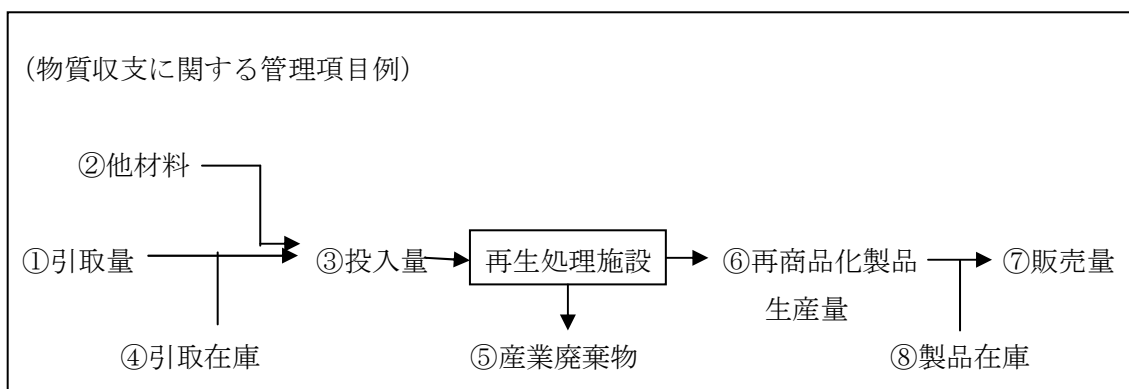 (物質収支に関する管理項目例)
②他材料
①引取量
③投入量
再生処理施設
⑥再商品化製品
生産量
⑦販売量
④引取在庫
⑤産業廃棄物
⑧製品在庫